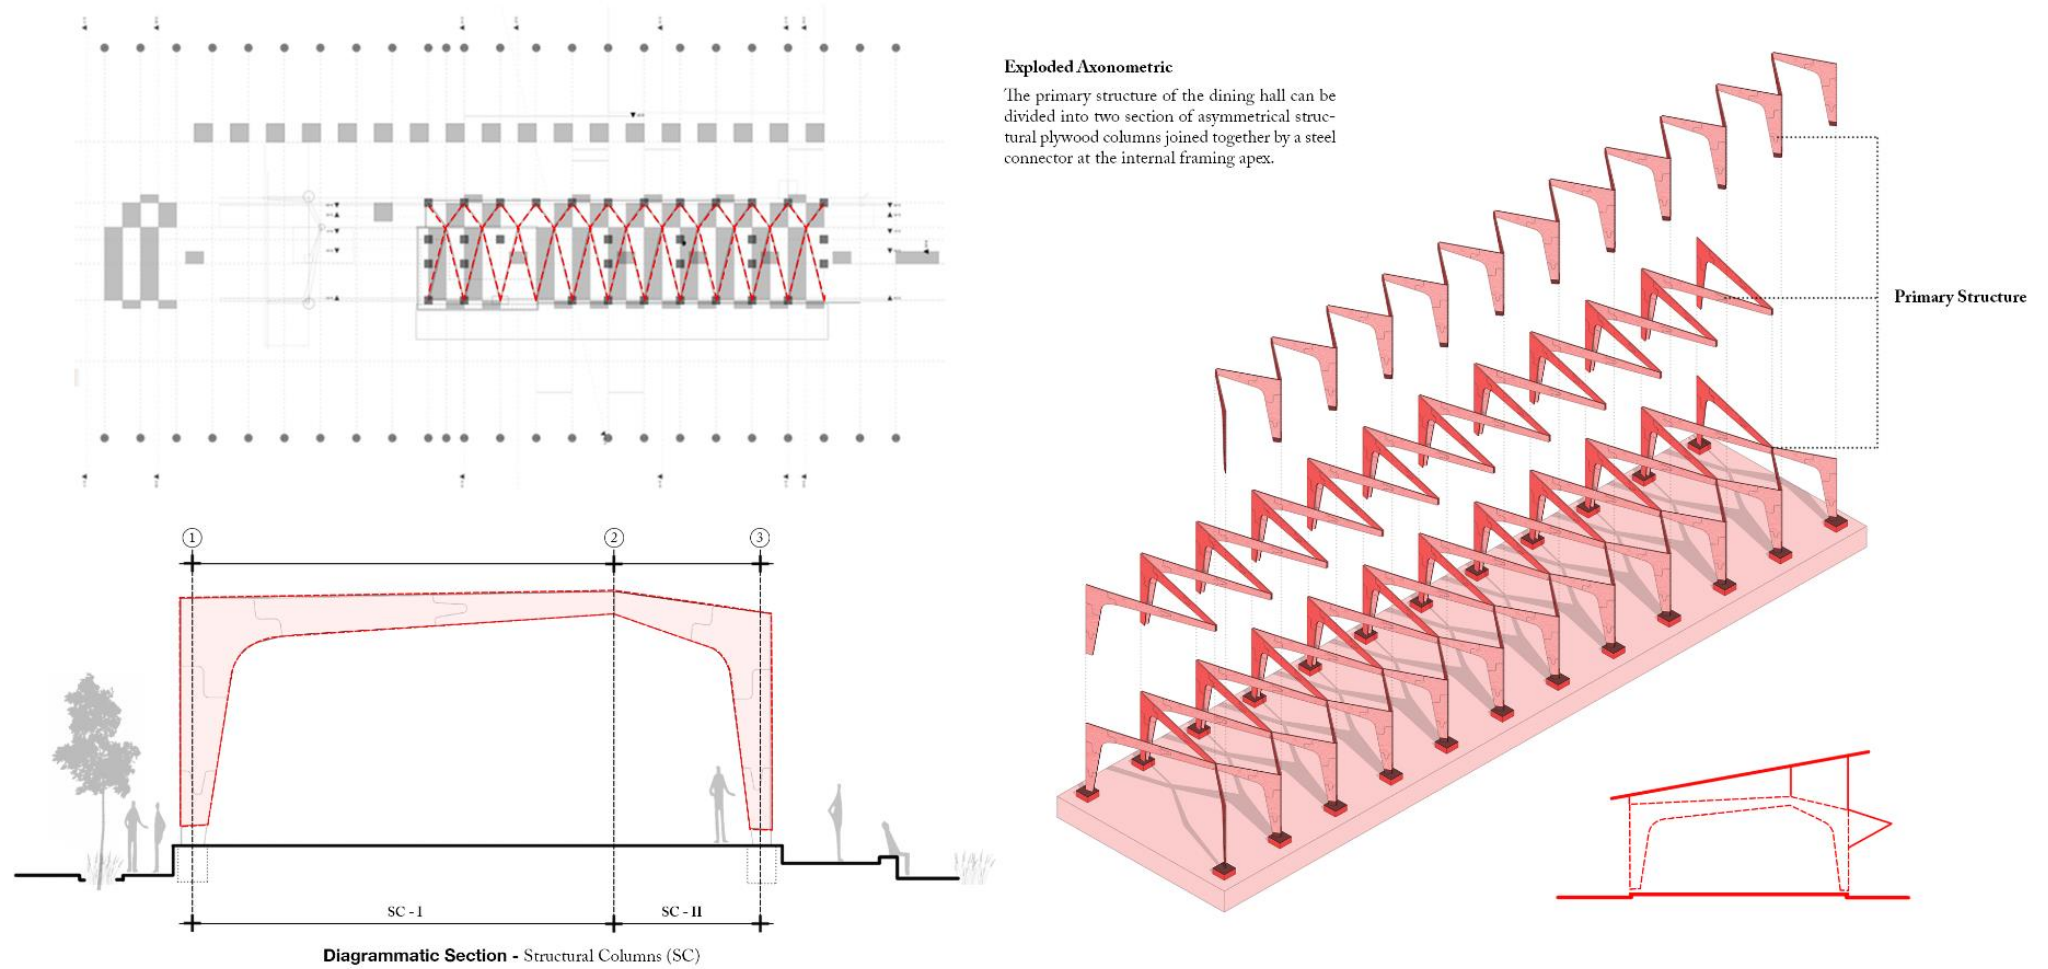 Exploded Axonometric
The primary structure of the dining hall can be
divided into two section of asymmetrical struc-
tural plywood columns joined together by a steel
connector at the internal framing apex.
Primary Structure
1
2
3
SC - I
SC - II
Diagrammatic Section - Structural Columns (SC)